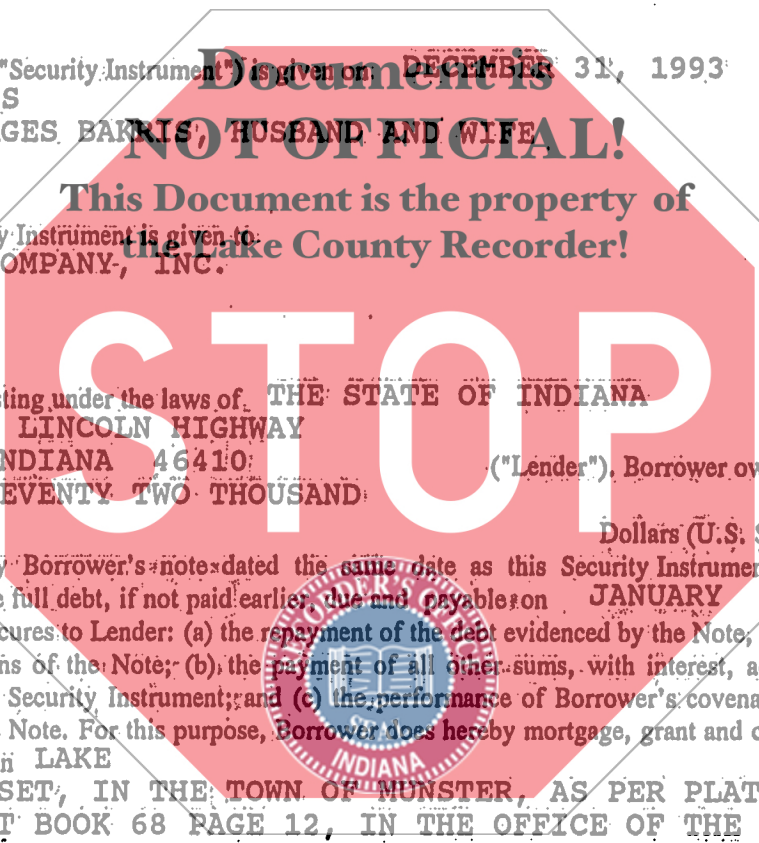 Document is
NOT OFFICIAL!
This Document is the property of
the Lake County Recorder!
STOP
"Security Instrument") is given on DECEMBER 31, 1993
S
GES BAKRIS, HUSBAND AND WIFE
y Instrument is given to
OMPANY, INC.
ting under the laws of THE STATE OF INDIANA
LINCOLN HIGHWAY
NDIANA 46410 ("Lender"). Borrower ow
EVENTY TWO THOUSAND
Dollars (U.S. $
y Borrower's note dated the same date as this Security Instrumen
e full debt, if not paid earlier, due and payable on JANUARY
cures to Lender: (a) the repayment of the debt evidenced by the Note,
ns of the Note; (b) the payment of all other sums, with interest, a
Security Instrument; and (c) the performance of Borrower's covena
Note. For this purpose, Borrower does hereby mortgage, grant and c
n LAKE
SET, IN THE TOWN OF MUNSTER, AS PER PLAT
T BOOK 68 PAGE 12, IN THE OFFICE OF THE
RECORDER'S OFFICE
SEAL
INDIANA